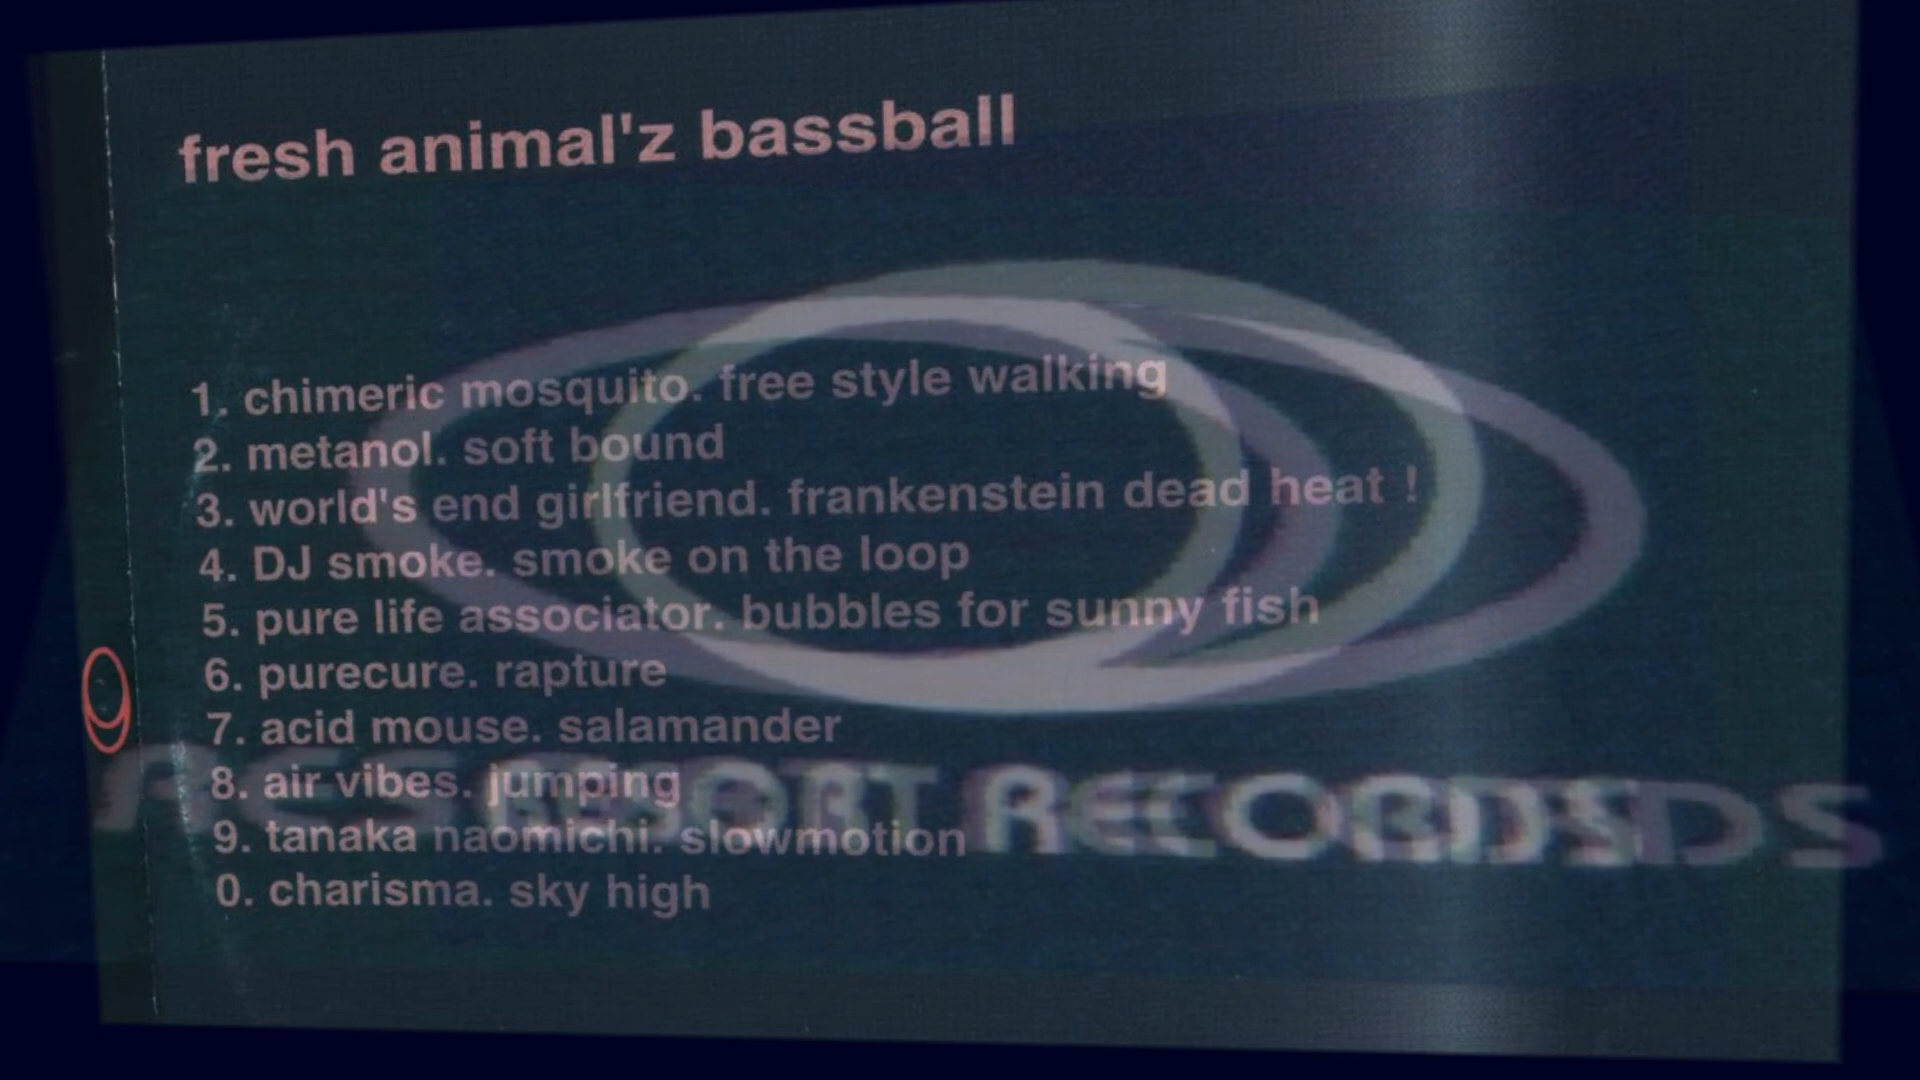 fresh animal'z bassball
1. chimeric mosquito. free style walking
2. metanol. soft bound
3. world's end girlfriend. frankenstein dead heat !
4. DJ smoke. smoke on the loop
5. pure life associator. bubbles for sunny fish
6. purecure. rapture
7. acid mouse. salamander
8. air vibes. jumping
9. tanaka naomichi. slowmotion
0. charisma. sky high
RESORT RECORDS